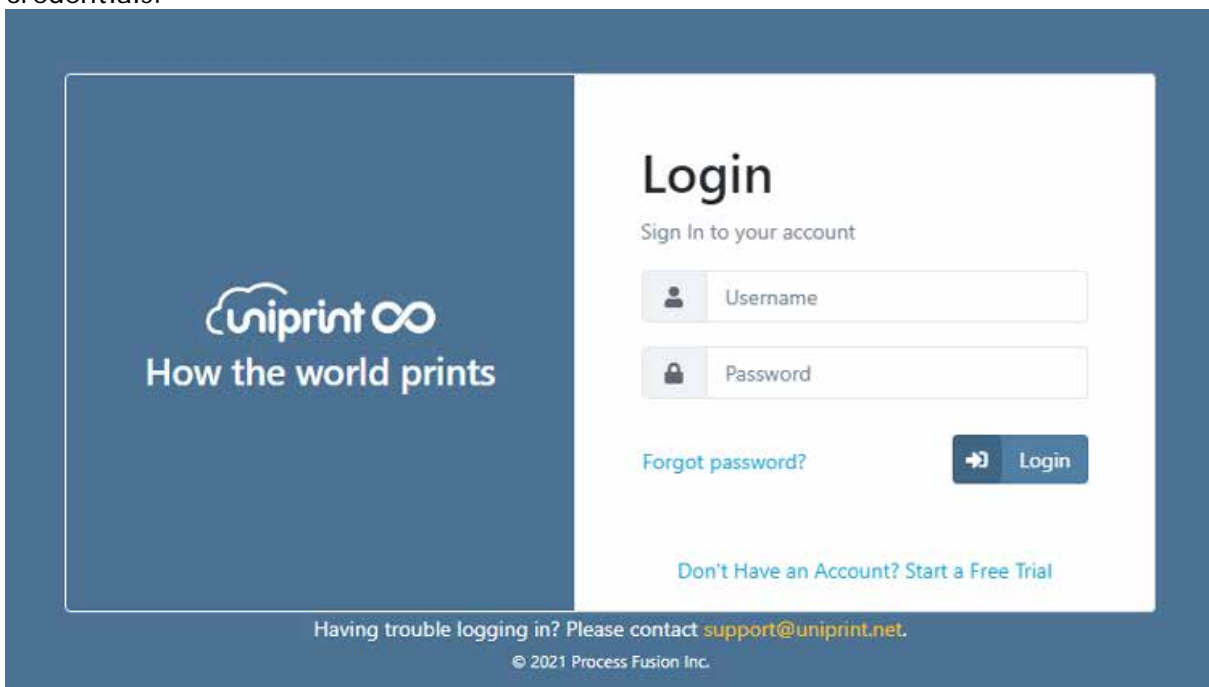 credentials.
uniprint
How the world prints
Login
Sign In to your account
Username
Password
Forgot password?
Login
Don't Have an Account? Start a Free Trial
Having trouble logging in? Please contact support@uniprint.net.
© 2021 Process Fusion Inc.